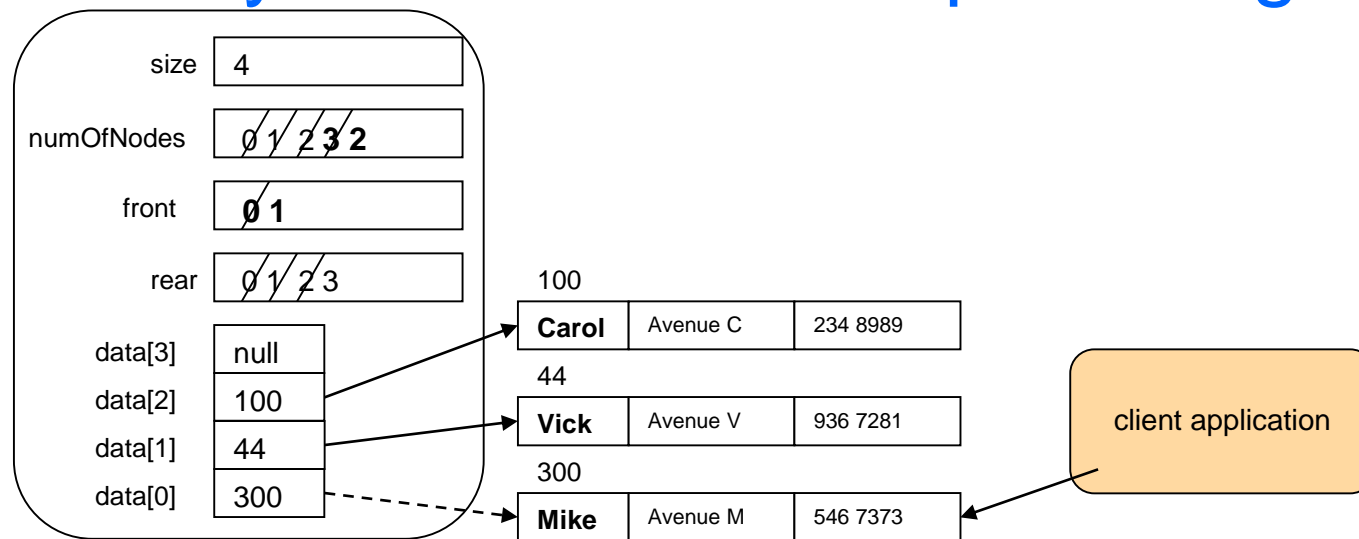 size 4
numOfNodes 0 1 2 3 2
front 0 1
rear 0 1 2 3
data[3] null
data[2] 100
data[1] 44
data[0] 300
100
Carol Avenue C 234 8989
44
Vick Avenue V 936 7281
300
Mike Avenue M 546 7373
client application